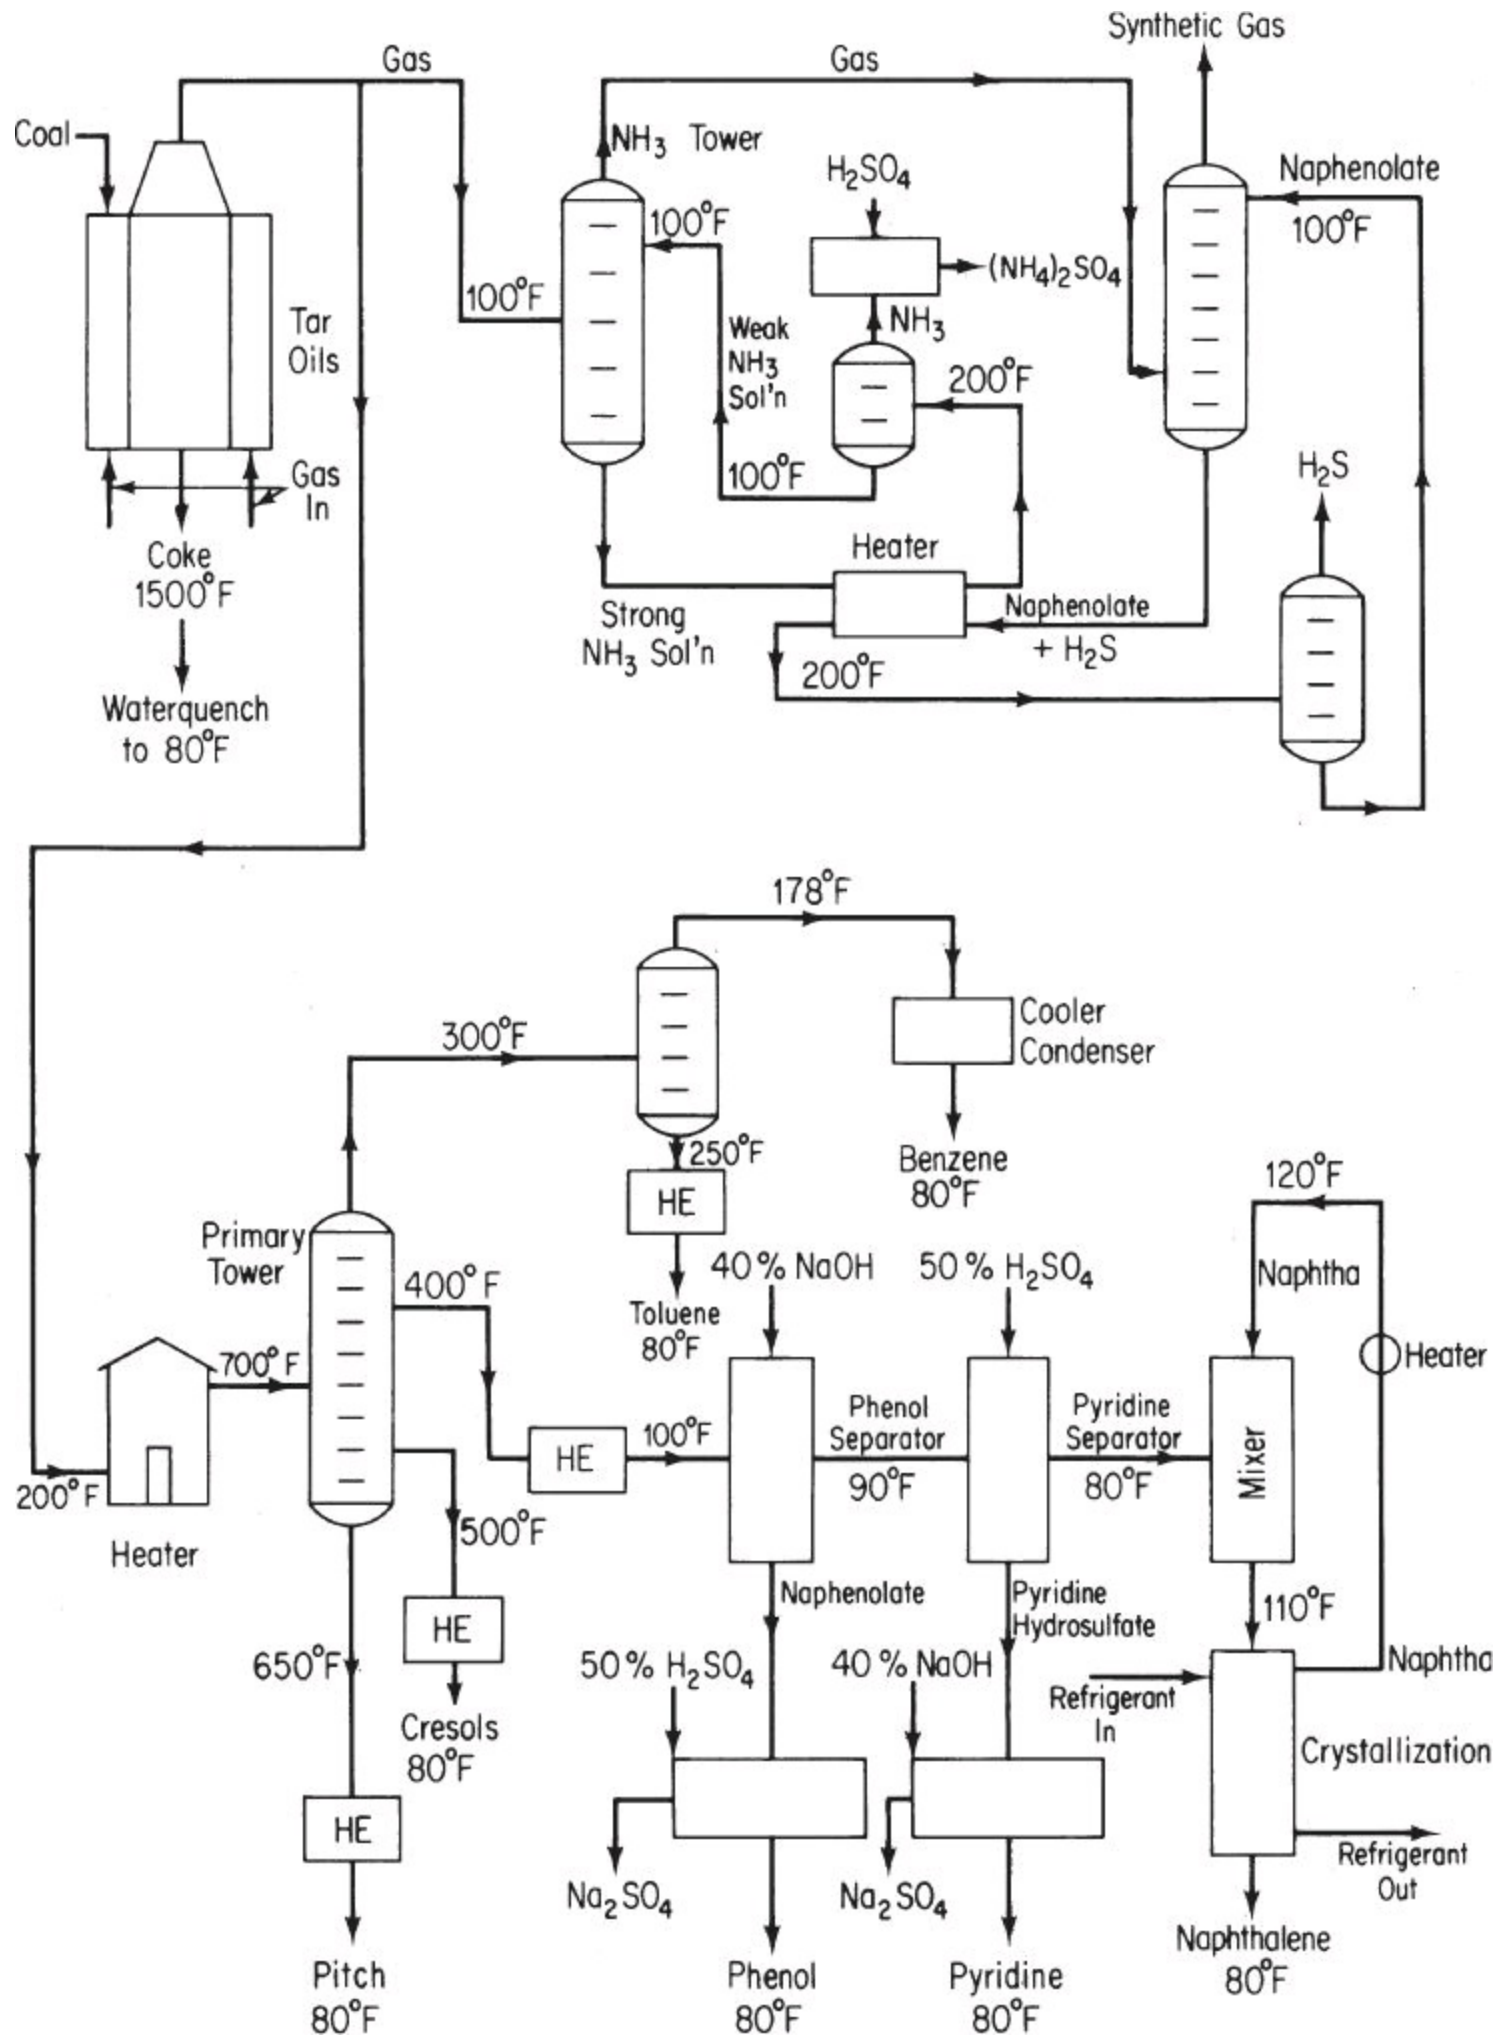 Synthetic Gas
Gas
Gas
Coal
NH₃ Tower
H₂SO₄
Naphenolate
100°F
100°F
(NH₄)₂SO₄
100°F
NH₃
Tar
Oils
Weak
NH₃
Sol'n
200°F
100°F
H₂S
Gas
In
Coke
1500°F
Heater
Strong
NH₃ Sol'n
Naphenolate
+ H₂S
200°F
Waterquench
to 80°F
178°F
300°F
Cooler
Condenser
250°F
HE
Benzene
80°F
120°F
Primary
Tower
400°F
40% NaOH
50% H₂SO₄
Naphtha
Toluene
80°F
700°F
Heater
Phenol
Separator
Pyridine
Separator
100°F
HE
90°F
80°F
Mixer
200°F
500°F
Heater
Naphenolate
Pyridine
Hydrosulfate
110°F
HE
650°F
50% H₂SO₄
40% NaOH
Naphtha
Refrigerant
In
Cresols
80°F
Crystallization
HE
Refrigerant
Out
Na₂SO₄
Na₂SO₄
Naphthalene
80°F
Pitch
80°F
Phenol
80°F
Pyridine
80°F